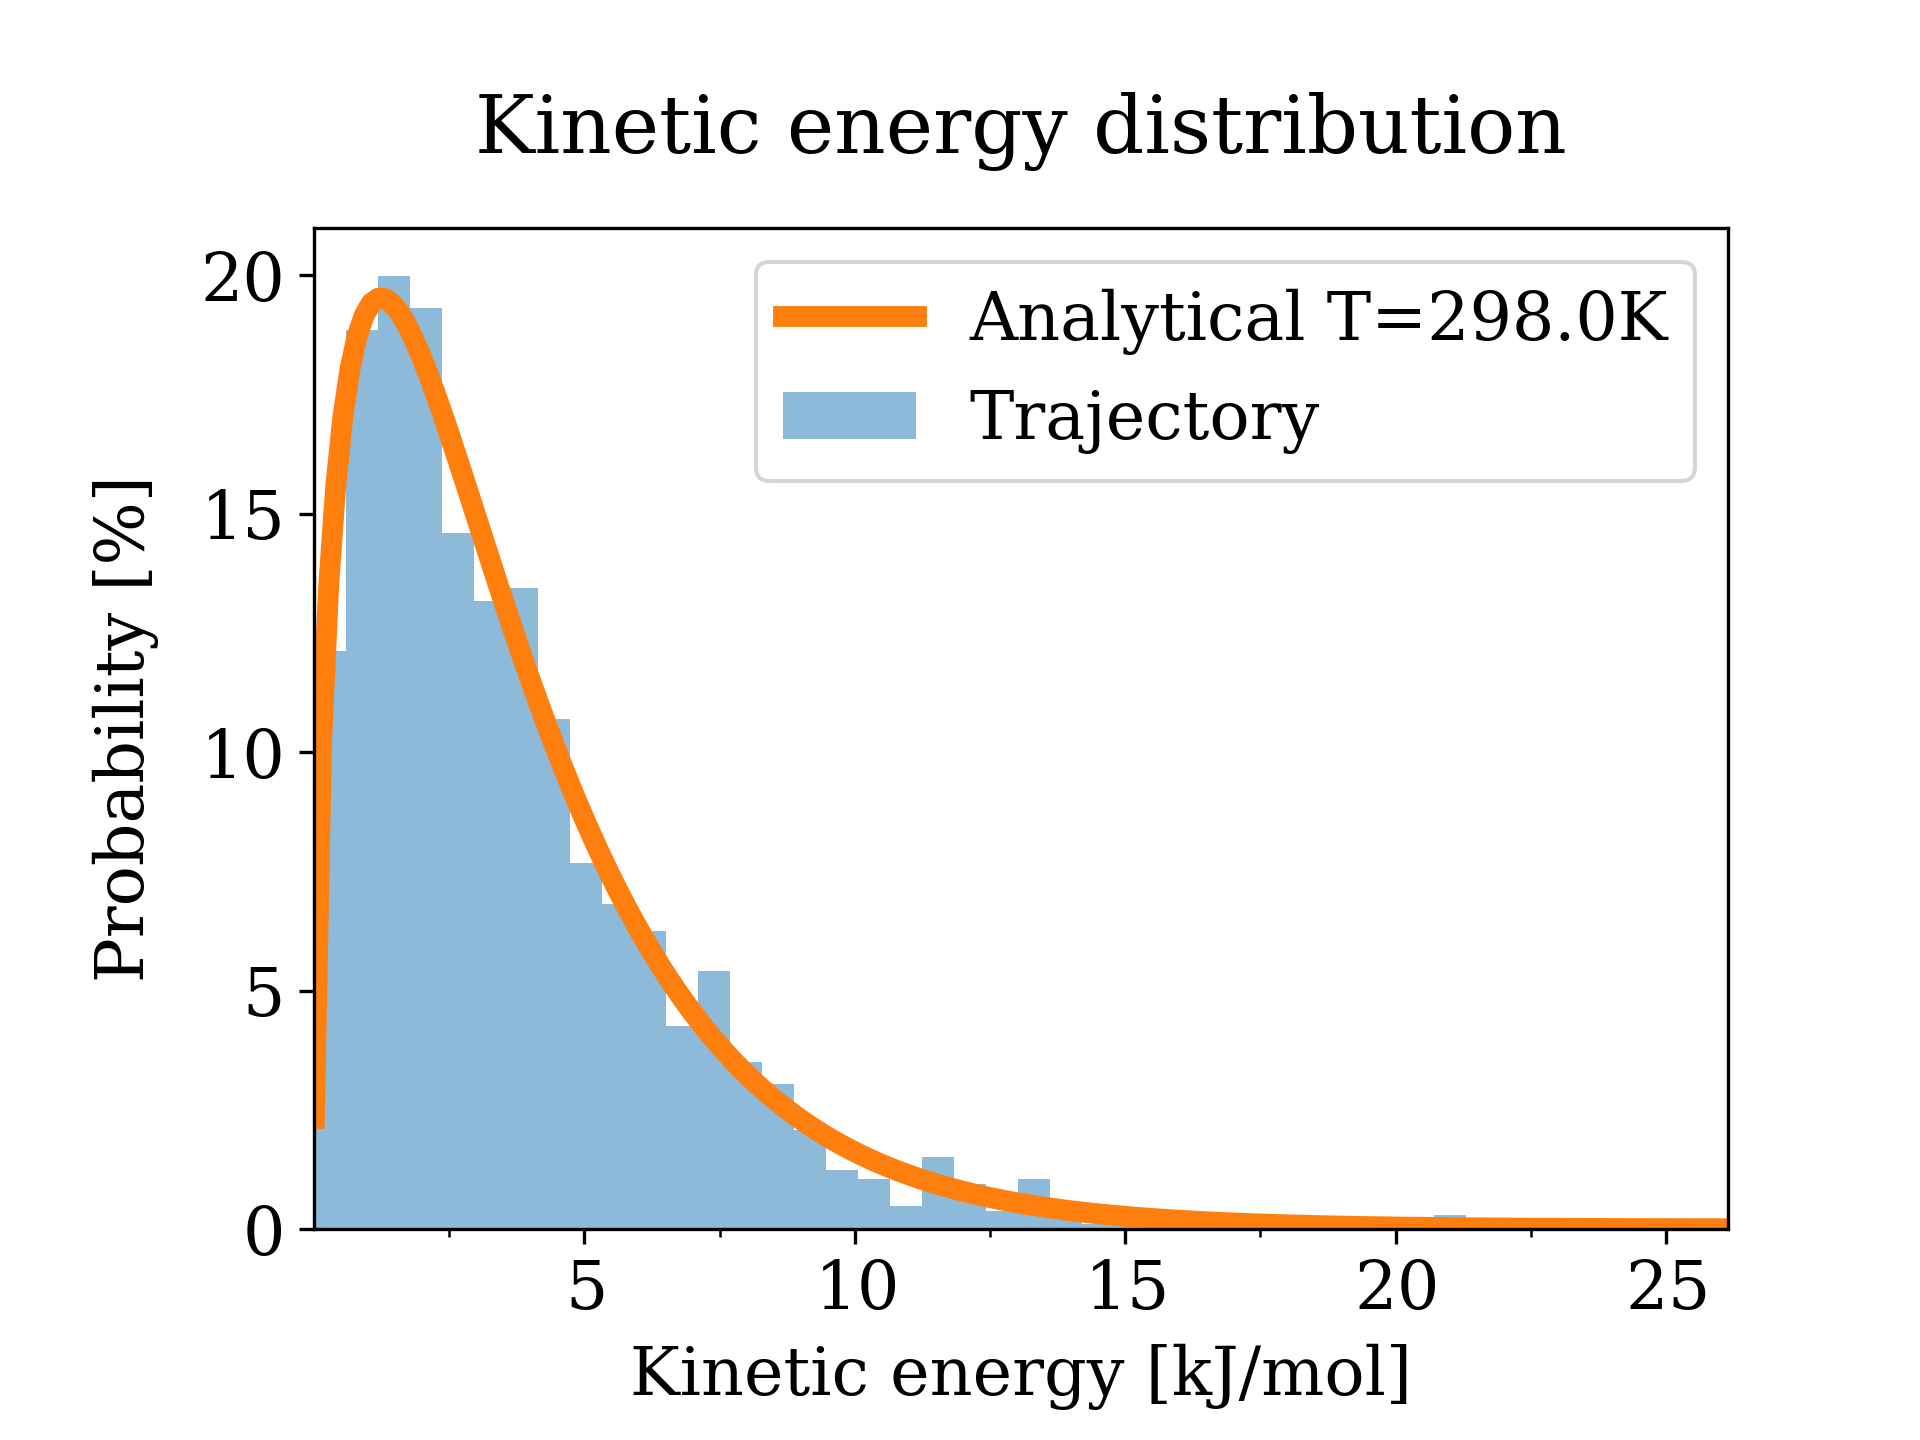 Kinetic energy distribution
Analytical T=298.0K
Trajectory
Probability [%]
20
15
10
5
0
5 10 15 20 25
Kinetic energy [kJ/mol]